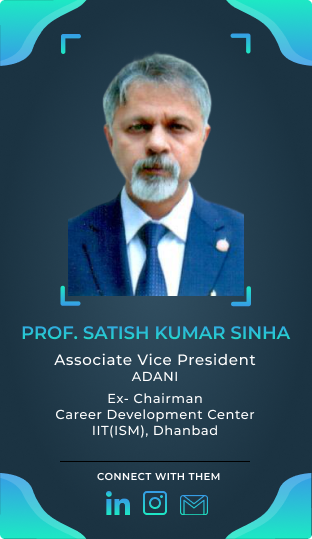 PROF. SATISH KUMAR SINHA
Associate Vice President
ADANI
Ex- Chairman
Career Development Center
IIT(ISM), Dhanbad
CONNECT WITH THEM
in